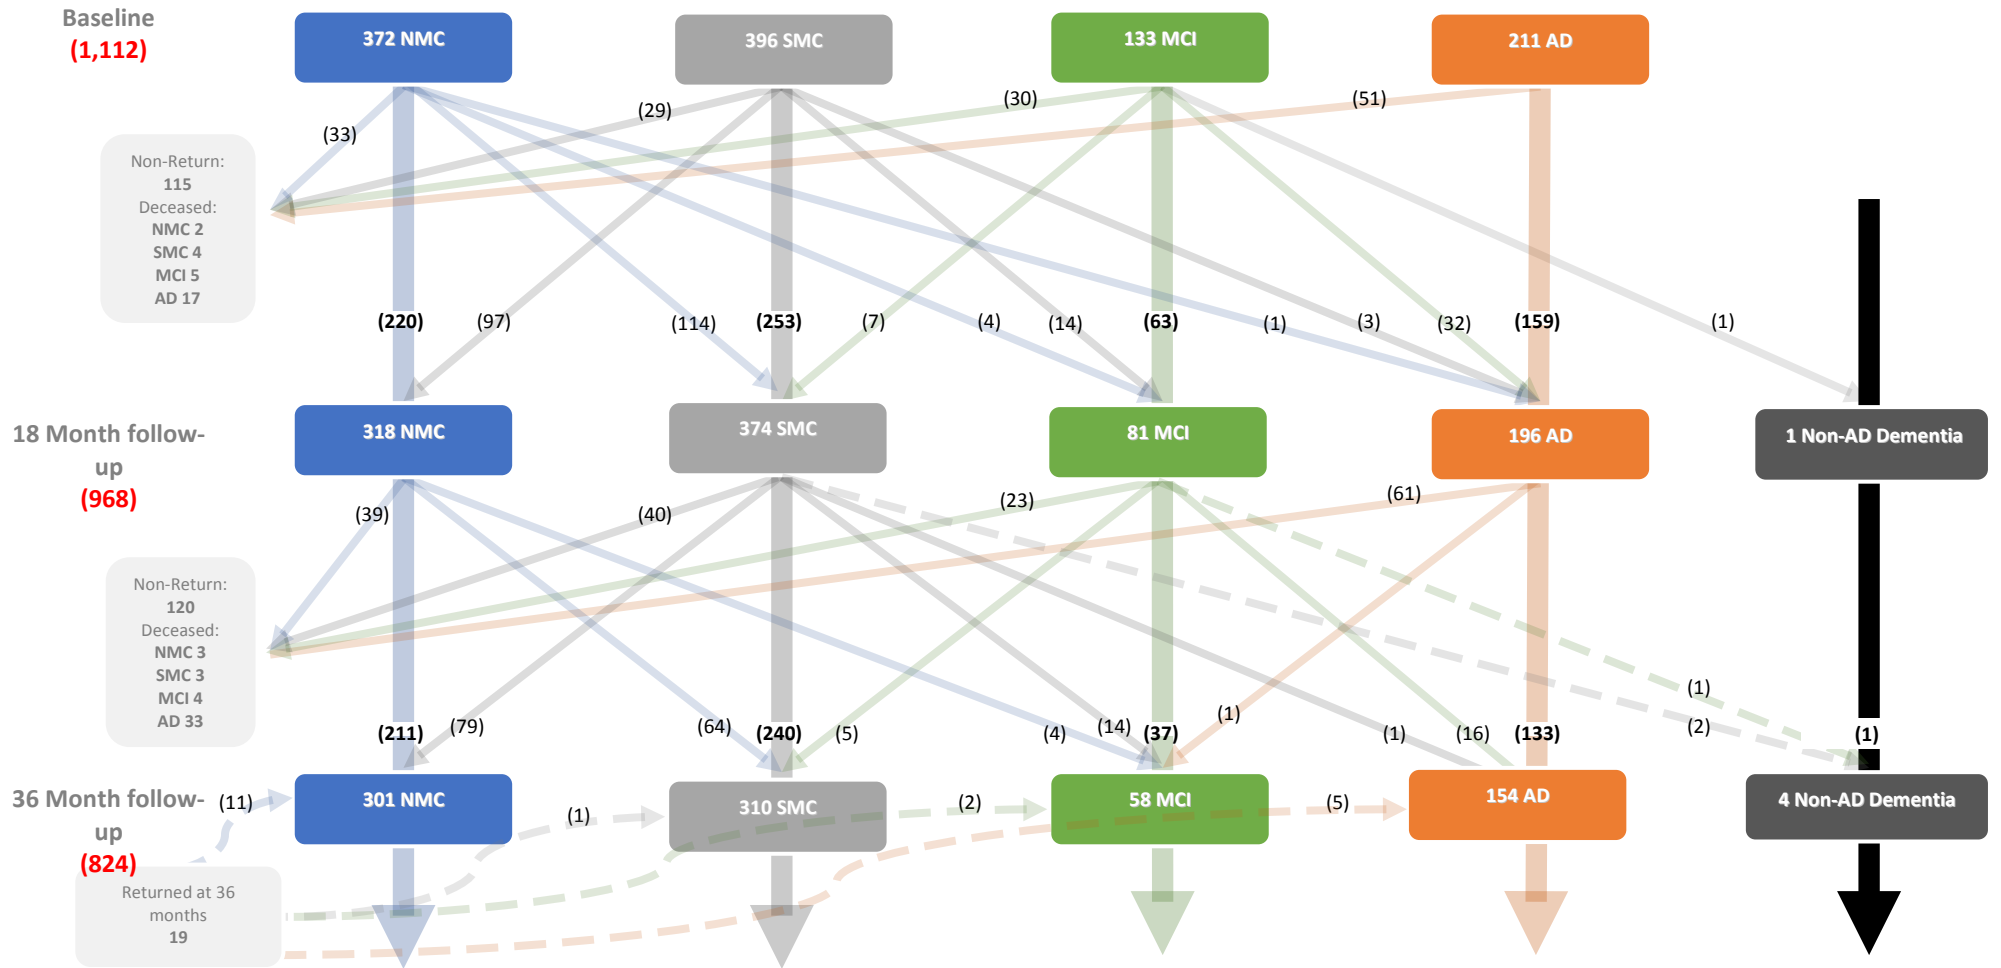 Baseline
(1,112)
372 NMC
396 SMC
133 MCI
211 AD
(33)
(29)
(30)
(51)
Non-Return:
115
Deceased:
NMC 2
SMC 4
MCI 5
AD 17
(220)
(97)
(114)
(253)
(7)
(4)
(14)
(63)
(1)
(3)
(32)
(159)
(1)
18 Month follow-
up
(968)
318 NMC
374 SMC
81 MCI
196 AD
1 Non-AD Dementia
(39)
(40)
(23)
(61)
Non-Return:
120
Deceased:
NMC 3
SMC 3
MCI 4
AD 33
(211)
(79)
(64)
(240)
(5)
(4)
(14)
(37)
(1)
(1)
(16)
(133)
(1)
(2)
(1)
36 Month follow-
up
(824)
(11)
301 NMC
(1)
310 SMC
(2)
58 MCI
(5)
154 AD
4 Non-AD Dementia
Returned at 36
months
19